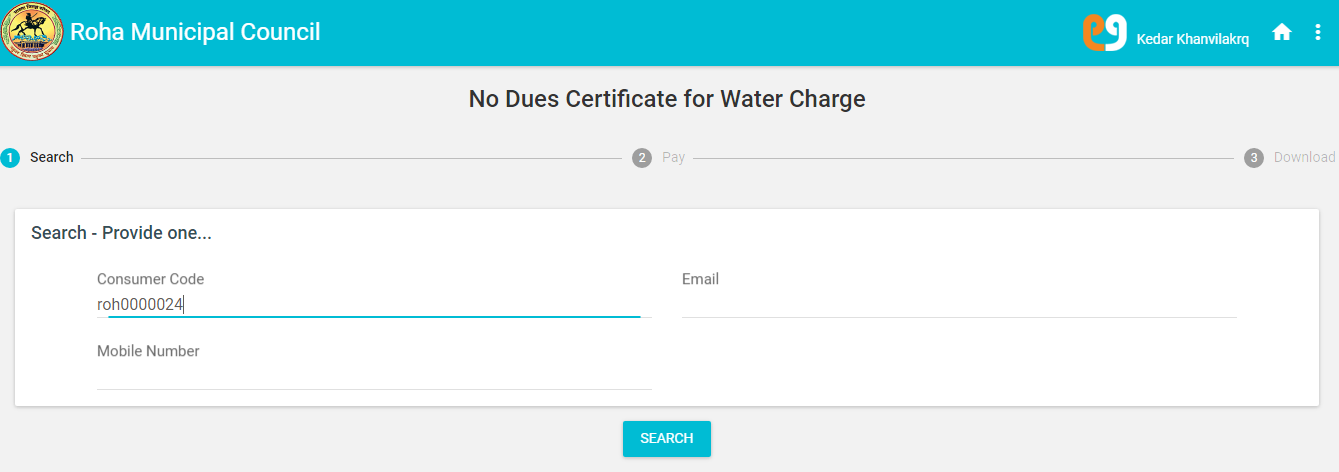 Roha Municipal Council
Kedar Khanvilakrq
No Dues Certificate for Water Charge
1 Search 2 Pay 3 Download
Search - Provide one...
Consumer Code Email
roh0000024
Mobile Number
SEARCH